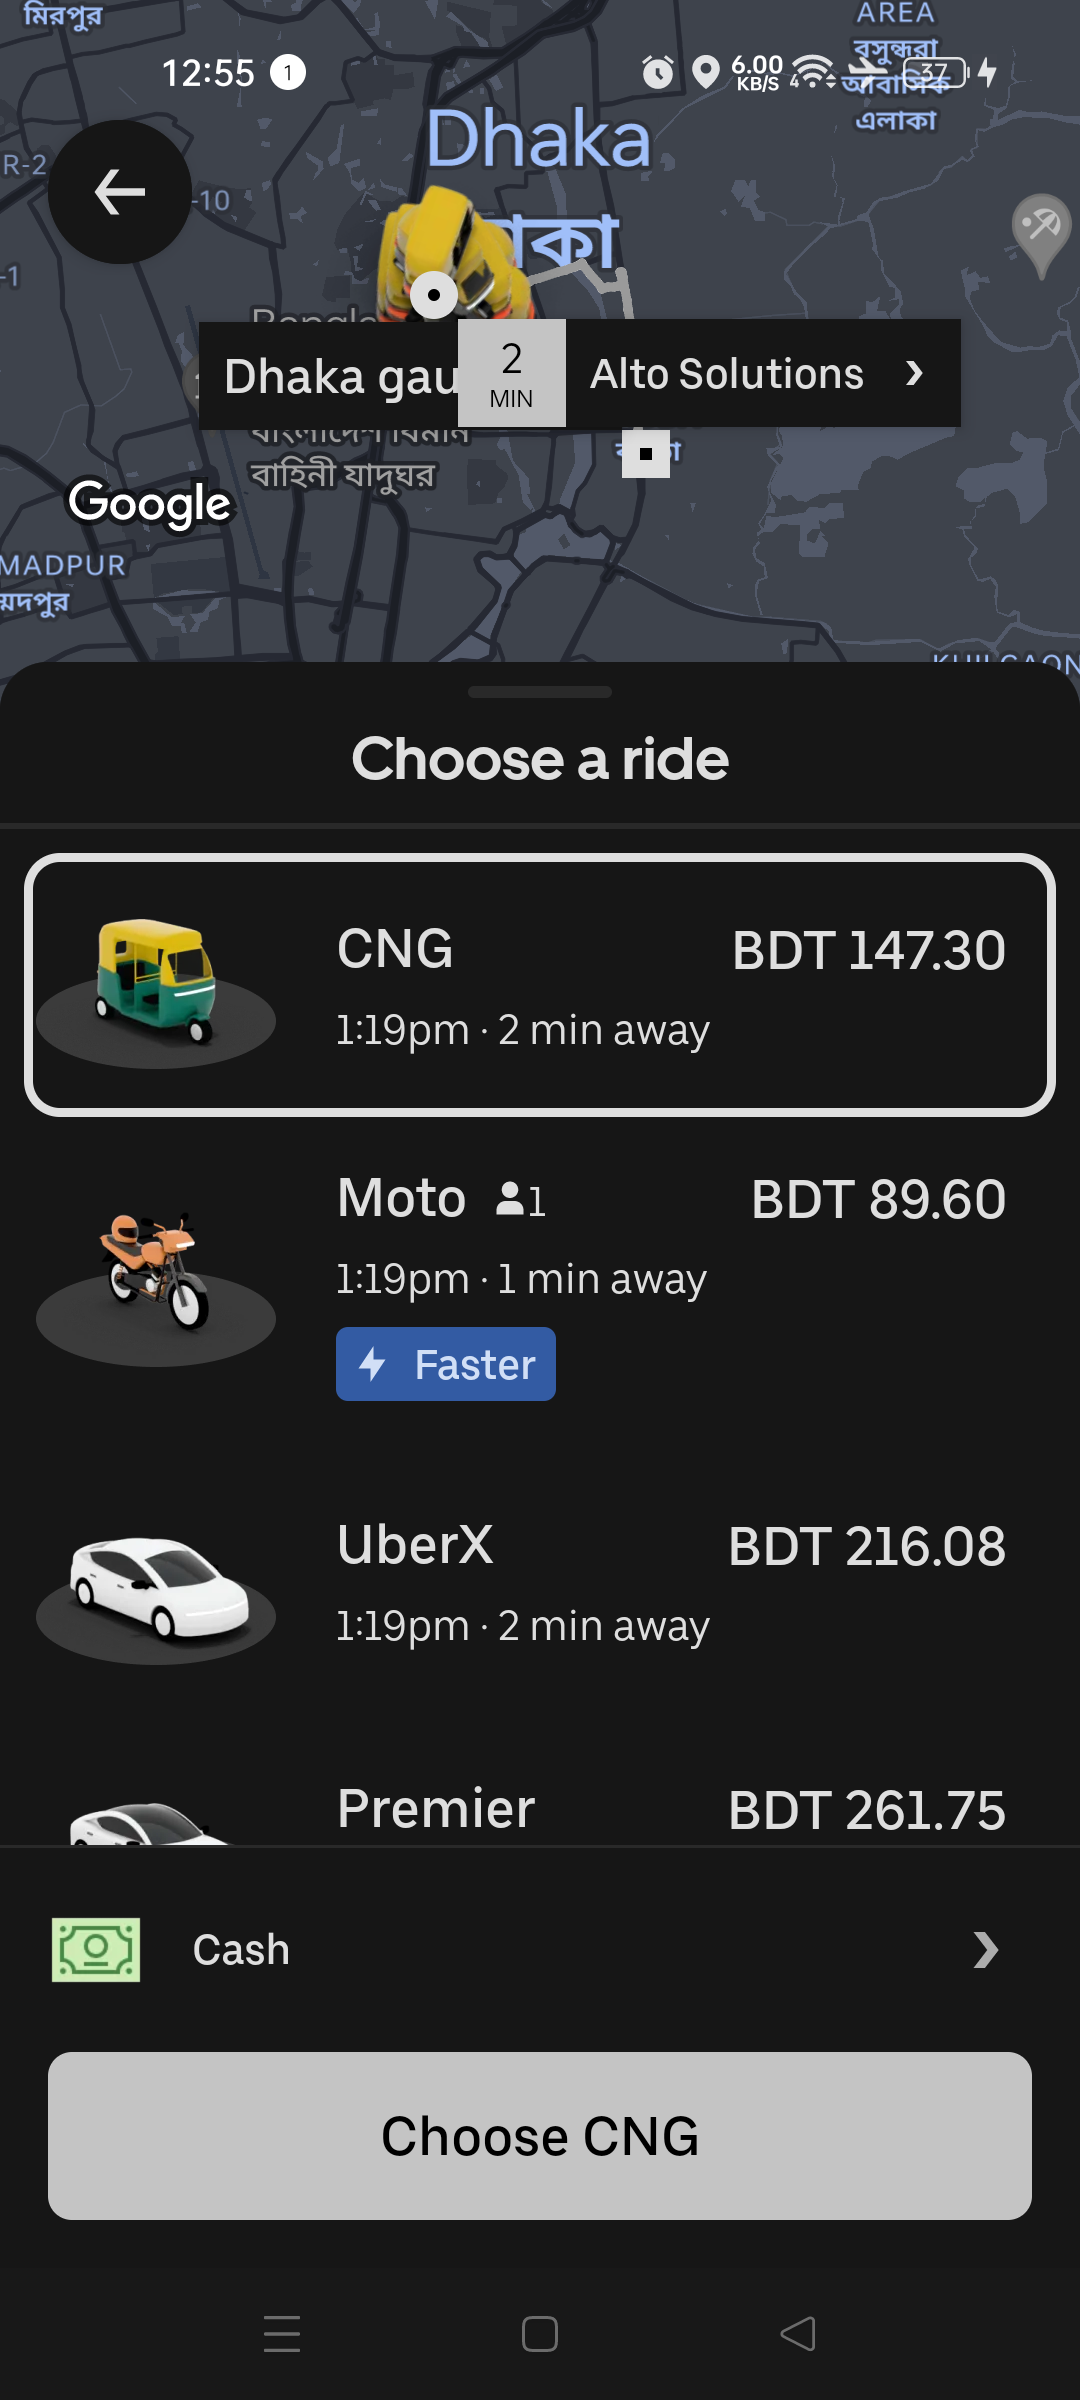 মিরপুর
AREA
বসুন্ধরা
আবাসিক
এলাকা
12:55 1
6.00
KB/S
4
37
Dhaka
R-2
-10
-1
Dhaka gau
2
MIN
Alto Solutions
বাংলাদেশ বিমান
বাহিনী যাদুঘর
Google
MADPUR
মদপুর
Choose a ride
CNG BDT 147.30
1:19pm · 2 min away
Moto 1 BDT 89.60
1:19pm · 1 min away
Faster
UberX BDT 216.08
1:19pm · 2 min away
Premier BDT 261.75
Cash
Choose CNG